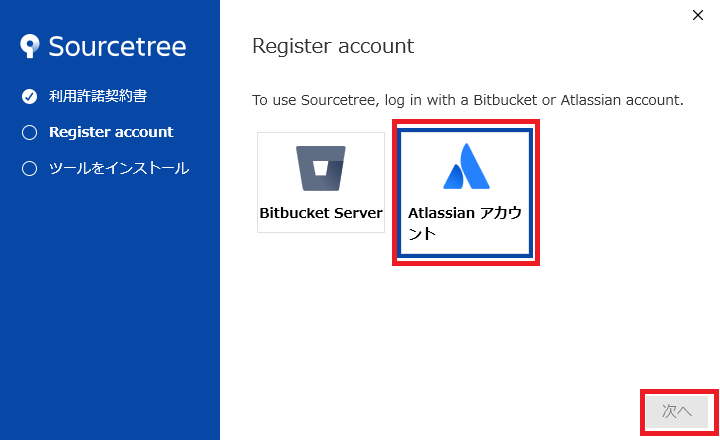 Sourcetree
利用許諾契約書
Register account
ツールをインストール
Register account
To use Sourcetree, log in with a Bitbucket or Atlassian account.
Bitbucket Server
Atlassian アカウ
ント
次へ